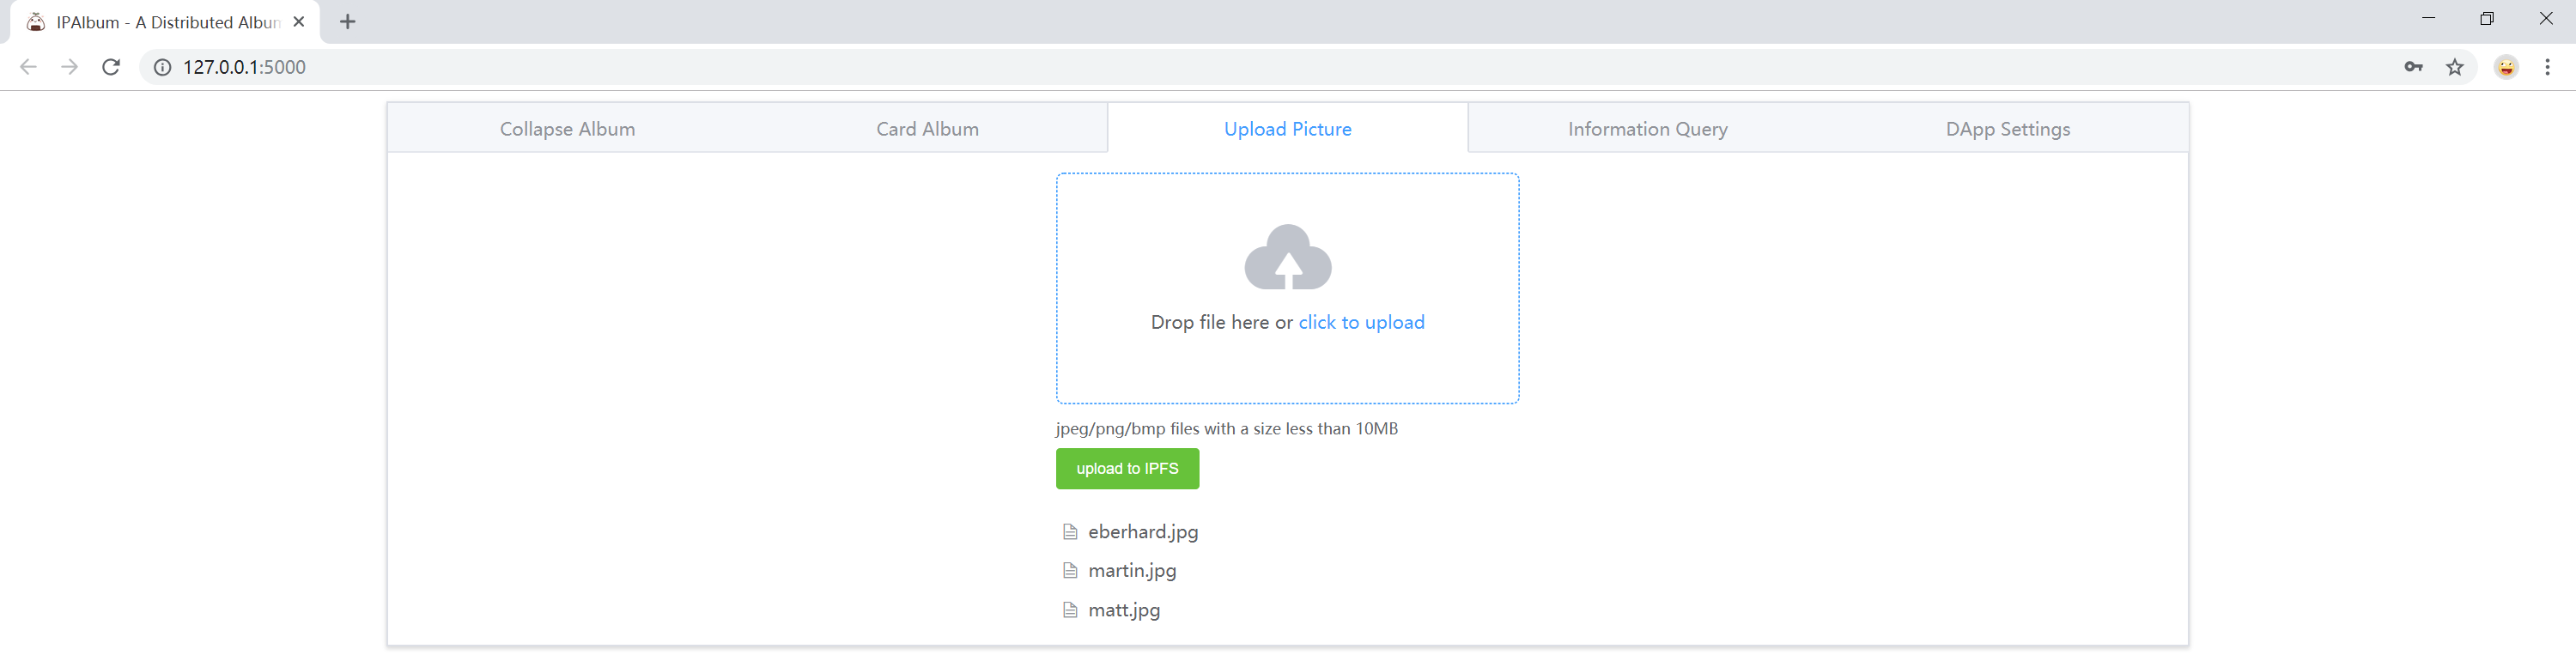 IPAlbum - A Distributed Album
127.0.0.1:5000
Collapse Album
Card Album
Upload Picture
Information Query
DApp Settings
Drop file here or click to upload
jpeg/png/bmp files with a size less than 10MB
upload to IPFS
eberhard.jpg
martin.jpg
matt.jpg